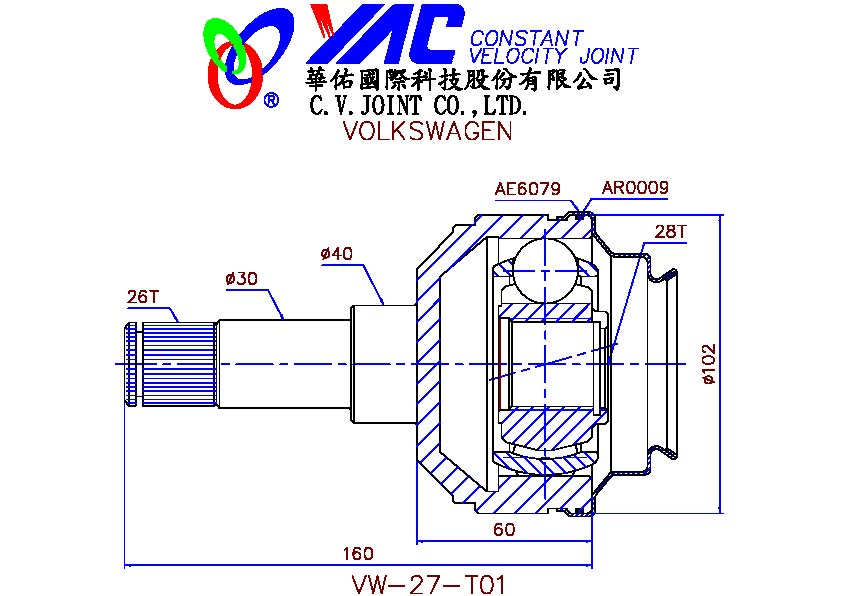 YAC CONSTANT
VELOCITY JOINT
®
華佑國際科技股份有限公司
C.V.JOINT CO.,LTD.
VOLKSWAGEN
AE6079
AR0009
28T
ø40
ø30
26T
ø102
60
160
VW-27-T01